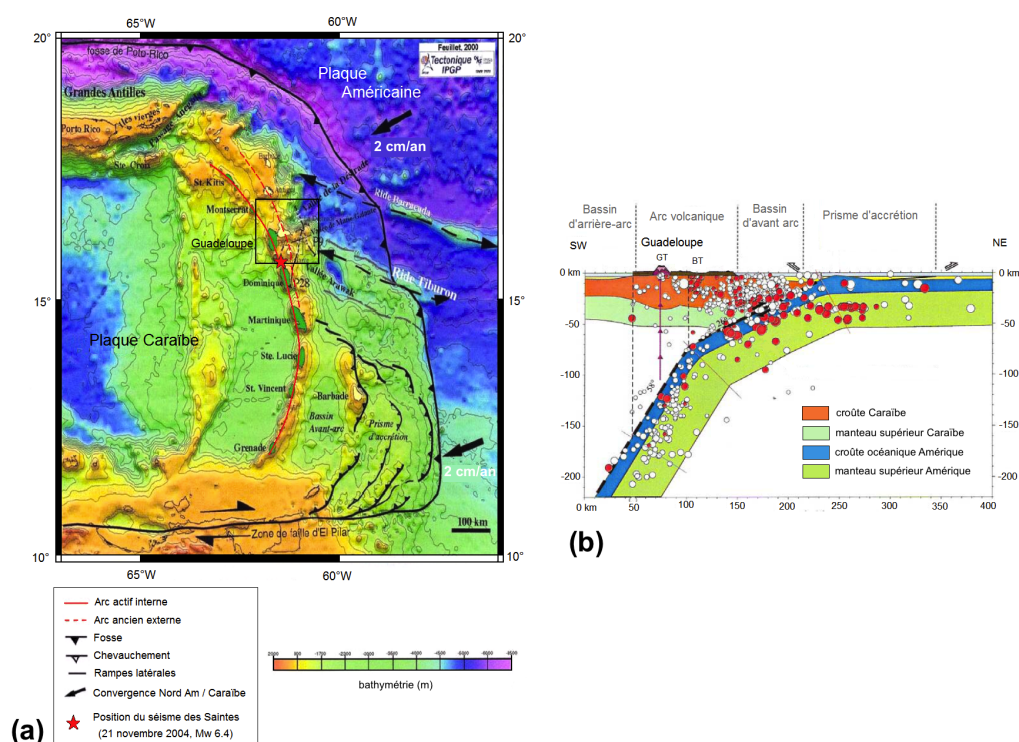 65°W
60°W
20°
20°
fosse de Puto-Rico
Feuillet, 2000
Tectonique
IPGP
Plaque
Américaine
Grandes Antilles
Iles vierges
Passage Anegada
Porto Rico
2 cm/an
Ste. Croix
St. Kitts
Ride Barracuda
Montserrat
Guadeloupe
Ride Tiburon
Vallée Arawak
Dominique
P28
15°
15°
Martinique
Plaque Caraïbe
Ste. Lucie
St. Vincent
Barbade
Bassin
Avant-arc
Prisme
d'accrétion
Grenade
2 cm/an
100 km
Zone de faille d'El Pilar
10°
10°
65°W
60°W
Arc actif interne
Arc ancien externe
Fosse
Chevauchement
Rampes latérales
Convergence Nord Am / Caraïbe
Position du séisme des Saintes
(21 novembre 2004, Mw 6.4)
bathymétrie (m)
(a)
Bassin
d'arrière-arc
Arc volcanique
Bassin
d'avant arc
Prisme d'accrétion
SW
Guadeloupe
NE
GT
BT
0 km
0 km
-50
-50
-100
-100
-150
-150
-200
-200
58°
croûte Caraïbe
manteau supérieur Caraïbe
croûte océanique Amérique
manteau supérieur Amérique
0 km
50
100
150
200
250
300
350
400
(b)